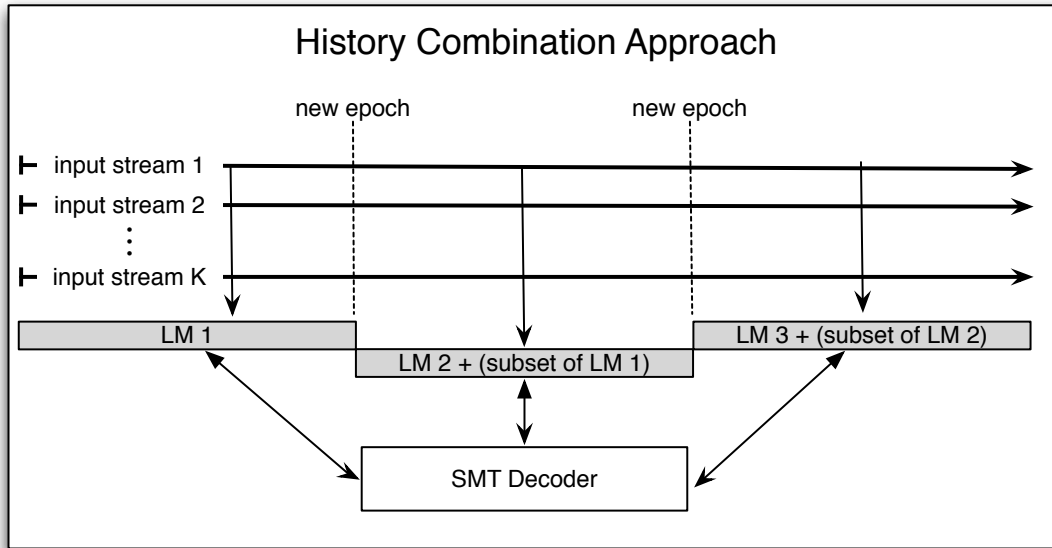 History Combination Approach
new epoch
new epoch
input stream 1
input stream 2
input stream K
LM 1
LM 2 + (subset of LM 1)
LM 3 + (subset of LM 2)
SMT Decoder